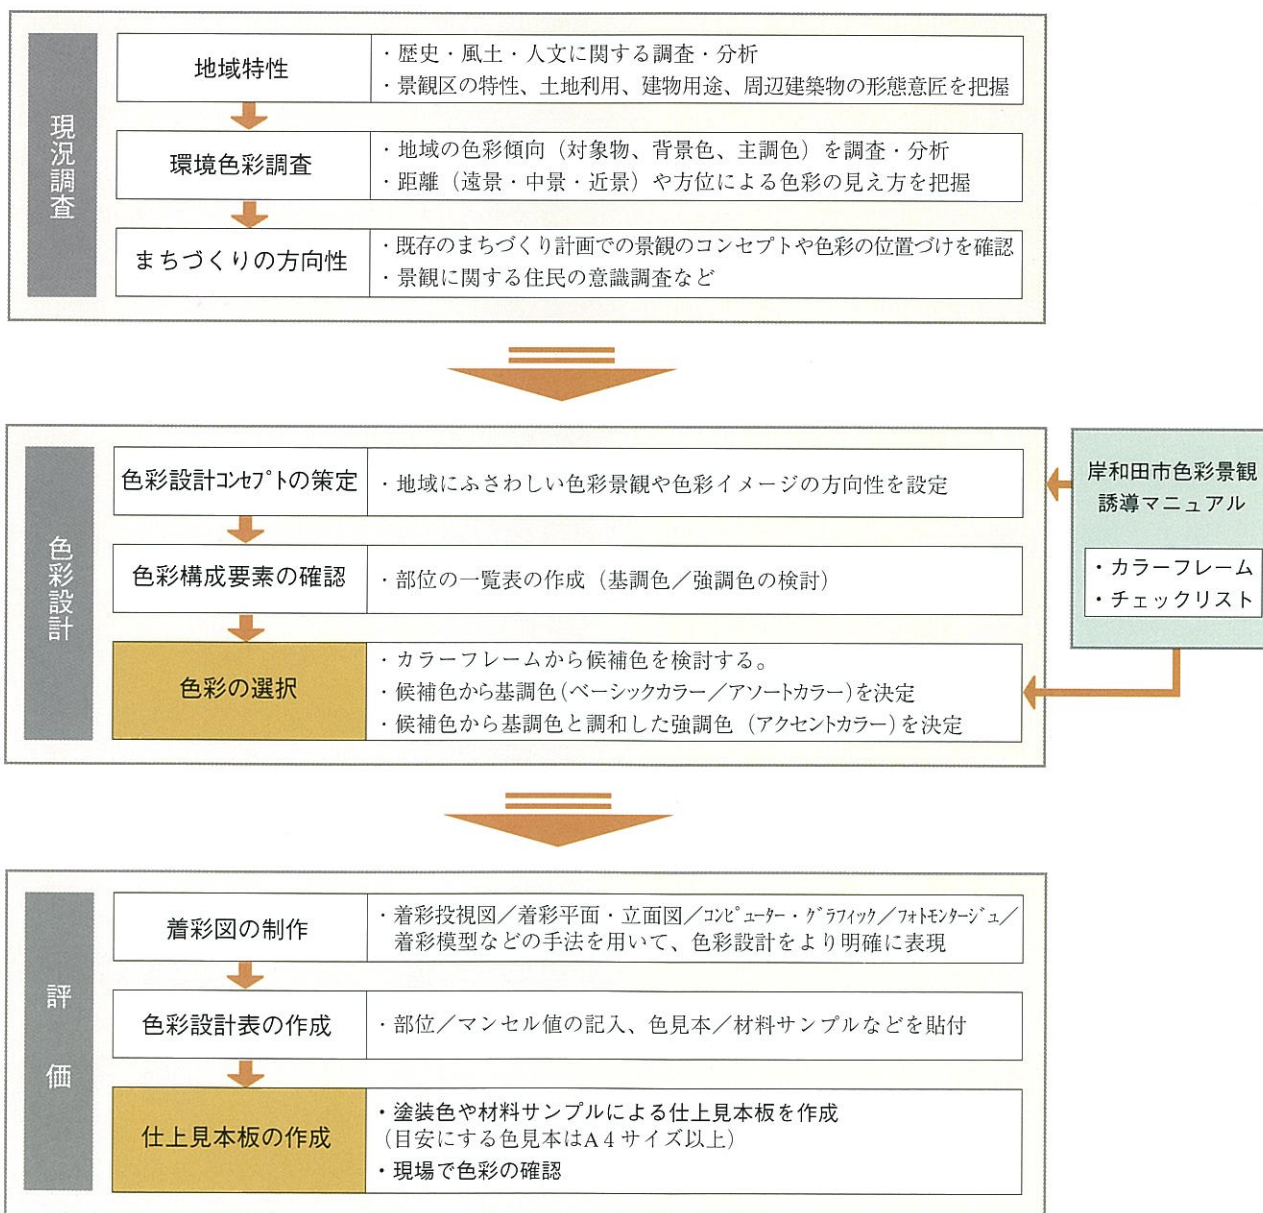 現況調査
地域特性
・歴史・風土・人文に関する調査・分析
・景観区の特性、土地利用、建物用途、周辺建築物の形態意匠を把握
環境色彩調査
・地域の色彩傾向（対象物、背景色、主調色）を調査・分析
・距離（遠景・中景・近景）や方位による色彩の見え方を把握
まちづくりの方向性
・既存のまちづくり計画での景観のコンセプトや色彩の位置づけを確認
・景観に関する住民の意識調査など
色彩設計
色彩設計ｺﾝｾﾌﾟﾄの策定
・地域にふさわしい色彩景観や色彩イメージの方向性を設定
色彩構成要素の確認
・部位の一覧表の作成（基調色／強調色の検討）
色彩の選択
・カラーフレームから候補色を検討する。
・候補色から基調色（ベーシックカラー／アソートカラー）を決定
・候補色から基調色と調和した強調色（アクセントカラー）を決定
岸和田市色彩景観
誘導マニュアル
・カラーフレーム
・チェックリスト
評価
着彩図の制作
・着彩投視図／着彩平面・立面図／ｺﾝﾋﾟｭｰﾀｰ・ｸﾞﾗﾌｨｯｸ／ﾌｫﾄﾓﾝﾀｰｼﾞｭ／
着彩模型などの手法を用いて、色彩設計をより明確に表現
色彩設計表の作成
・部位／マンセル値の記入、色見本／材料サンプルなどを貼付
仕上見本板の作成
・塗装色や材料サンプルによる仕上見本板を作成
（目安にする色見本はA４サイズ以上）
・現場で色彩の確認